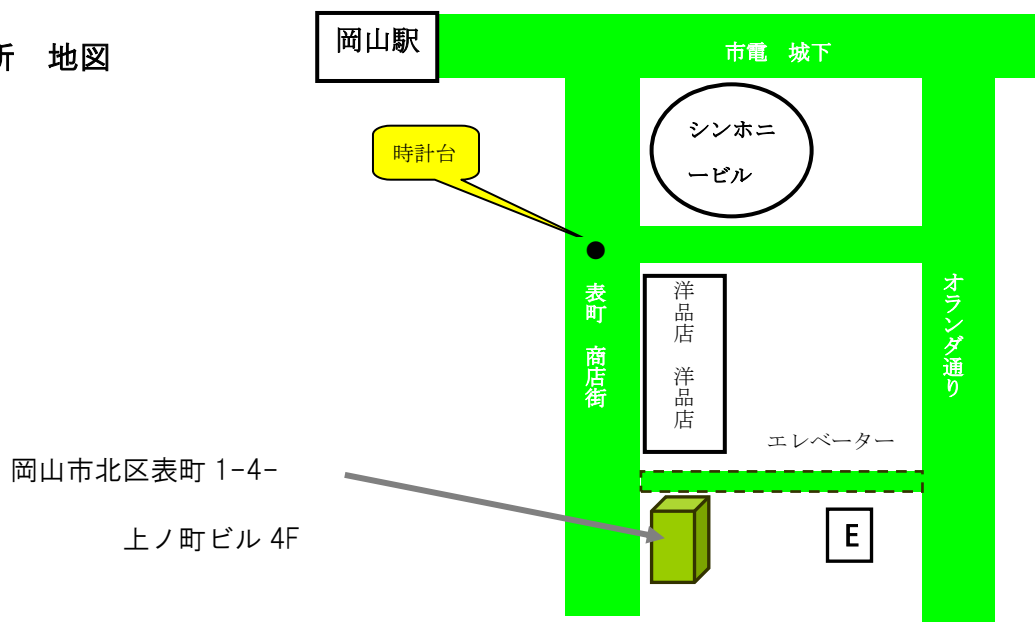 所　地図
岡山駅
市電　城下
シンホニ
ービル
時計台
表町　商店街
洋品店　洋品店
オランダ通り
エレベーター
岡山市北区表町 1-4-
上ノ町ビル 4F
E